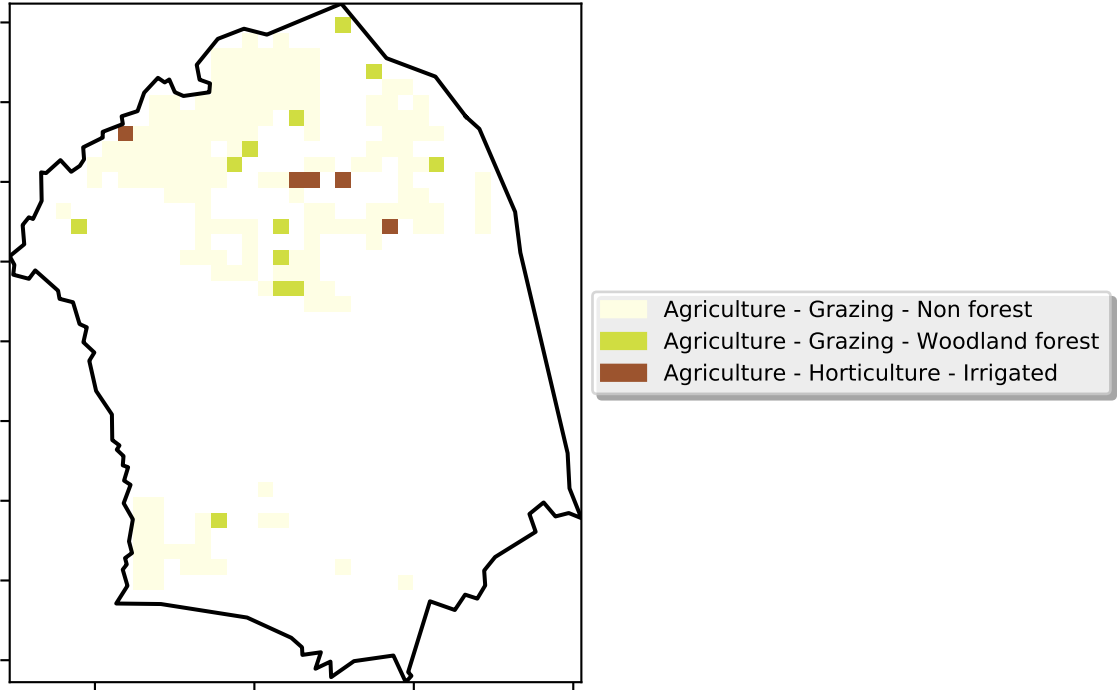 Agriculture - Grazing - Non forest
Agriculture - Grazing - Woodland forest
Agriculture - Horticulture - Irrigated